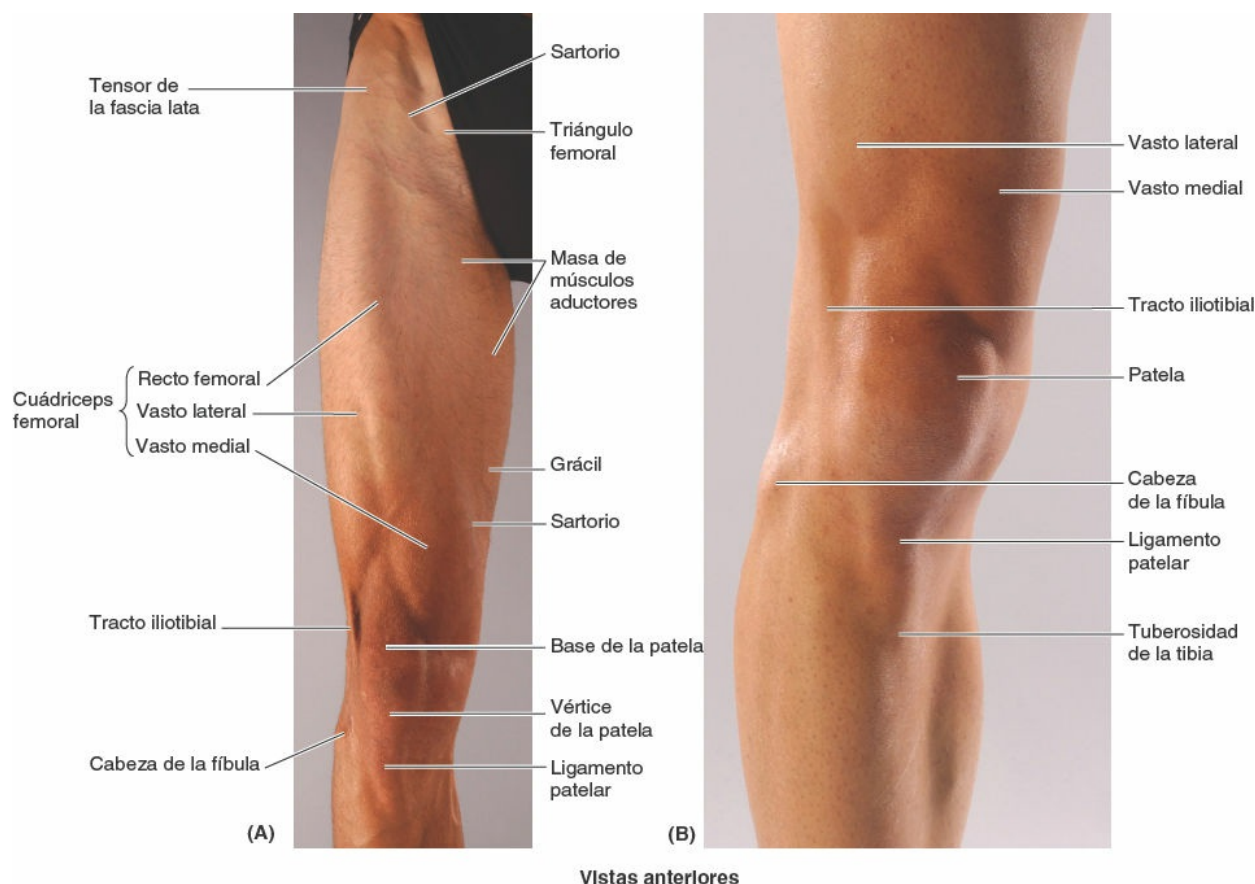 Tensor de
la fascia lata
Sartorio
Triángulo
femoral
Masa de
músculos
aductores
Cuádriceps
femoral
Recto femoral
Vasto lateral
Vasto medial
Grácil
Sartorio
Tracto iliotibial
Base de la patela
Vértice
de la patela
Cabeza de la fíbula
Ligamento
patelar
(A)
Vasto lateral
Vasto medial
Tracto iliotibial
Patela
Cabeza
de la fíbula
Ligamento
patelar
Tuberosidad
de la tibia
(B)
Vistas anteriores